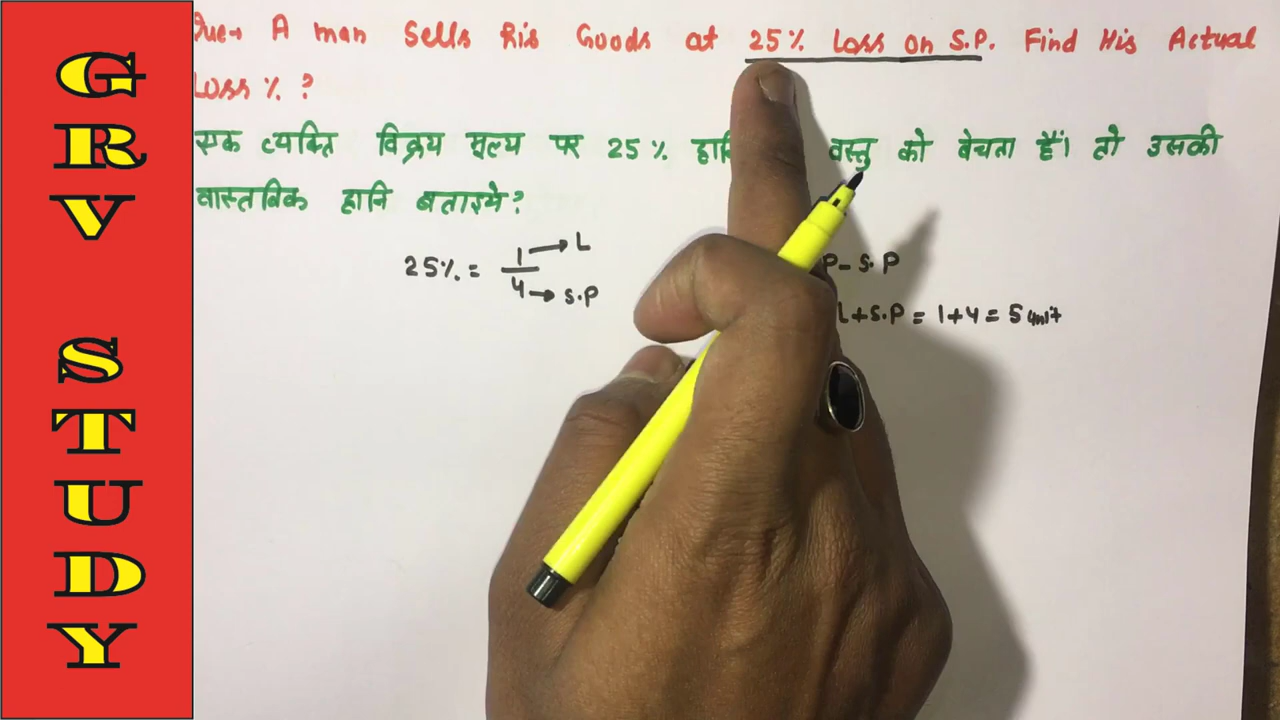 GRV STUDY
Que→ A man Sells His Goods at 25% Loss on S.P. Find His Actual
Loss % ?
एक व्यक्ति विक्रय मूल्य पर 25% वस्तु को बेचता हैं। तो उसकी
वास्तविक हानि बताइये?
25% = 1/4 → L → S.P
P - S.P
L + S.P = 1 + 4 = 5 unit